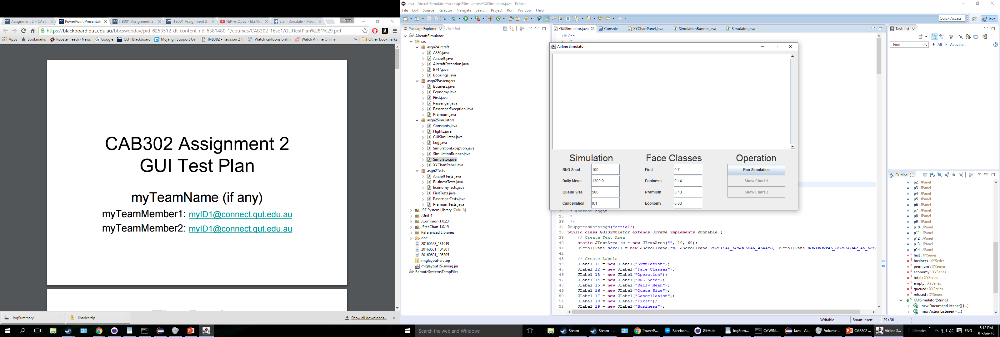 Assignment 2 – CAB3
PowerPoint Presentat
ITB001 Assignment 2
ITB001 Assignment 2
NiP vs Optic - ELEAGU
Liam Dinsdale - Mess
Bryce
https://blackboard.qut.edu.au/bbcswebdav/pid-6253512-dt-content-rid-6381480_1/courses/CAB302_16se1/GUITestPlan%281%29.pdf
Apps
Bookmarks
Rooster Teeth · News
Google
QUT Blackboard
Mojang | Support Cen
INB382 - Revision 275
Watch cartoons online
Watch Anime Online |
»
Other bookmarks
CAB302 Assignment 2
GUI Test Plan
myTeamName (if any)
myTeamMember1: myID1@connect.qut.edu.au
myTeamMember2: myID1@connect.qut.edu.au
logSummary
libaries.zip
Show all downloads...
Java - AircraftSimulator/src/asgn2Simulators/GUISimulator.java - Eclipse
File Edit Source Refactor Navigate Search Project Run Window Help
Quick Access
Java
Package Explorer
JUnit
AircraftSimulator
src
asgn2Aircraft
A380.java
Aircraft.java
AircraftException.java
B747.java
Bookings.java
asgn2Passengers
Business.java
Economy.java
First.java
Passenger.java
PassengerException.java
Premium.java
asgn2Simulators
Constants.java
Flights.java
GUISimulator.java
Log.java
SimulationException.java
SimulationRunner.java
Simulator.java
XYChartPanel.java
asgn2Tests
AircraftTests.java
BusinessTests.java
EconomyTests.java
FirstTests.java
PassengerTests.java
PremiumTests.java
JRE System Library [Zulu-8]
JUnit 4
JCommon 1.0.23
JFreeChart 1.0.19
Referenced Libraries
doc
20160528_131919
20160601_104301
20160601_105305
miglayout-src.zip
miglayout15-swing.jar
RemoteSystemsTempFiles
GUISimulator.java
Console
XYChartPanel.java
SimulationRunner.java
Simulator.java
1 /**
2 *
Airline Simulator
Simulation
Face Classes
Operation
RNG Seed 100
First 0.7
Run Simulation
Daily Mean 1300.0
Business 0.14
Show Chart 1
Queue Size 500
Premium 0.13
Show Chart 2
Cancellation 0.1
Economy 0.03
34 * @author hogan
35 *
36 */
37 @SuppressWarnings("serial")
38 public class GUISimulator extends JFrame implements Runnable {
39 // Create Text Area
40 static JTextArea ta = new JTextArea("", 19, 69);
41 JScrollPane scroll = new JScrollPane(ta, JScrollPane.VERTICAL_SCROLLBAR_ALWAYS, JScrollPane.HORIZONTAL_SCROLLBAR_AS_NEE
42
43 // Create Labels
44 JLabel l1 = new JLabel("Simulation");
45 JLabel l2 = new JLabel("Face Classes");
46 JLabel l3 = new JLabel("Operation");
47 JLabel l4 = new JLabel("RNG Seed");
48 JLabel l5 = new JLabel("Daily Mean");
49 JLabel l6 = new JLabel("Queue Size");
50 JLabel l7 = new JLabel("Cancellation");
51 JLabel l8 = new JLabel("First");
52 JLabel l9 = new JLabel("Business");
Task List
Find
All
Activate...
Outline
p2 : JPanel
p3 : JPanel
p4 : JPanel
p5 : JPanel
p6 : JPanel
p7 : JPanel
p8 : JPanel
p9 : JPanel
p10 : JPanel
p11 : JPanel
p12 : JPanel
p13 : JPanel
p14 : JPanel
first : XYSeries
business : XYSeries
premium : XYSeries
economy : XYSeries
total : XYSeries
empty : XYSeries
queued : XYSeries
refused : XYSeries
GUISimulator(String)
new DocumentListener() {...}
new ActionListener() {...}
Writable
Smart Insert
29 : 36
Search the web and Windows
Steam
Steam - ...
PowerP...
Faceboo...
GitHub
logSum...
C:\WIN...
Java - Ai...
Volume ...
CAB302 ...
Airline S...
Libraries
»
ENG
5:12 PM
01-Jun-16